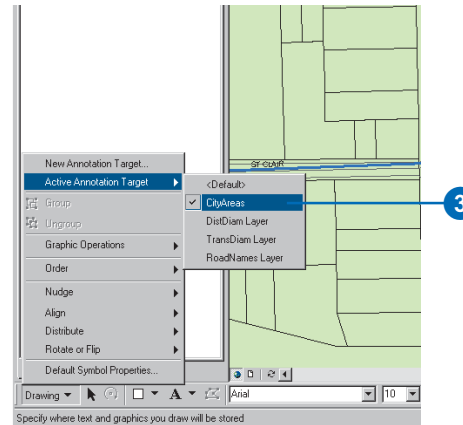 ST CLAIR
New Annotation Target...
Active Annotation Target
Group
Ungroup
Graphic Operations
Order
Nudge
Align
Distribute
Rotate or Flip
Default Symbol Properties...
<Default>
CityAreas
DistDiam Layer
TransDiam Layer
RoadNames Layer
3
Drawing A Arial 10
Specify where text and graphics you draw will be stored